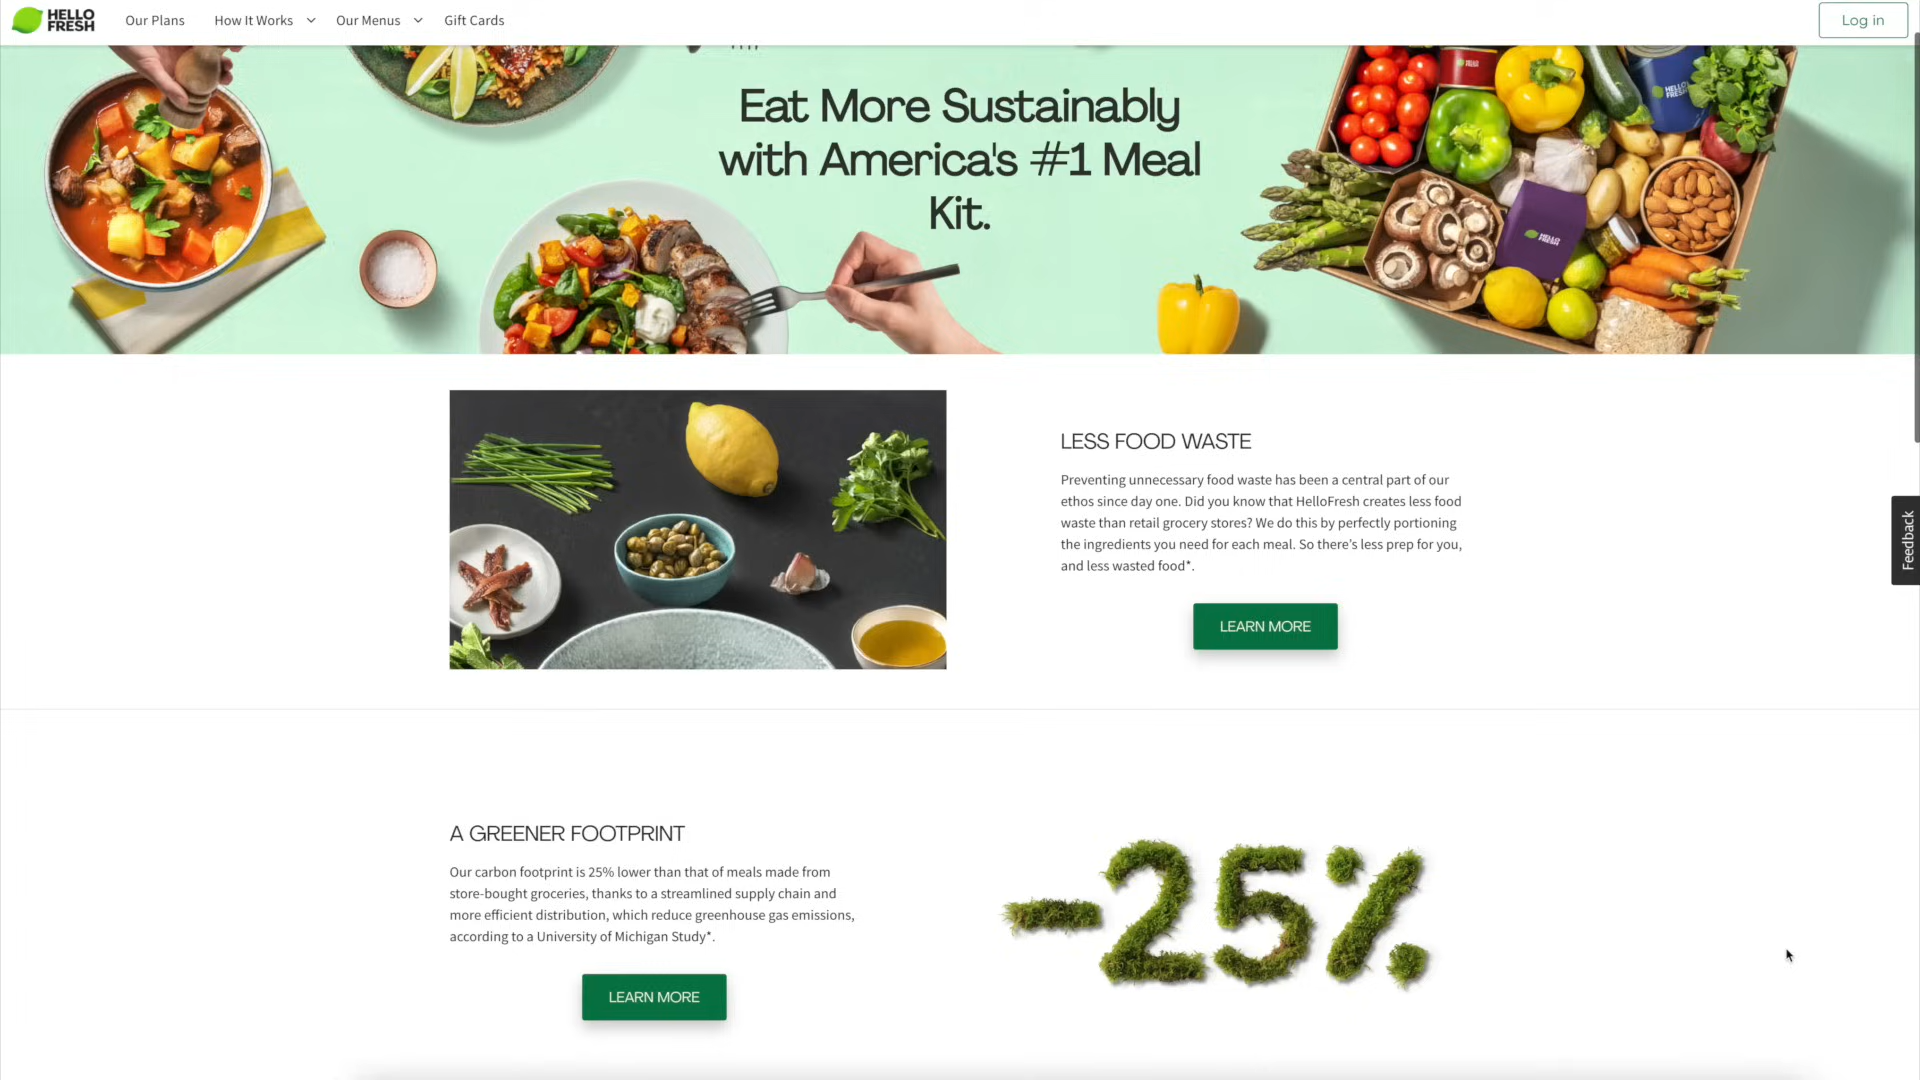 HELLO
FRESH
Our Plans
How It Works
Our Menus
Gift Cards
Log in
Eat More Sustainably
with America's #1 Meal
Kit.
HELLO
FRESH
HELLO
FRESH
LESS FOOD WASTE
Preventing unnecessary food waste has been a central part of our
ethos since day one. Did you know that HelloFresh creates less food
waste than retail grocery stores? We do this by perfectly portioning
the ingredients you need for each meal. So there's less prep for you,
and less wasted food*.
LEARN MORE
Feedback
A GREENER FOOTPRINT
Our carbon footprint is 25% lower than that of meals made from
store-bought groceries, thanks to a streamlined supply chain and
more efficient distribution, which reduce greenhouse gas emissions,
according to a University of Michigan Study*.
LEARN MORE
-25%